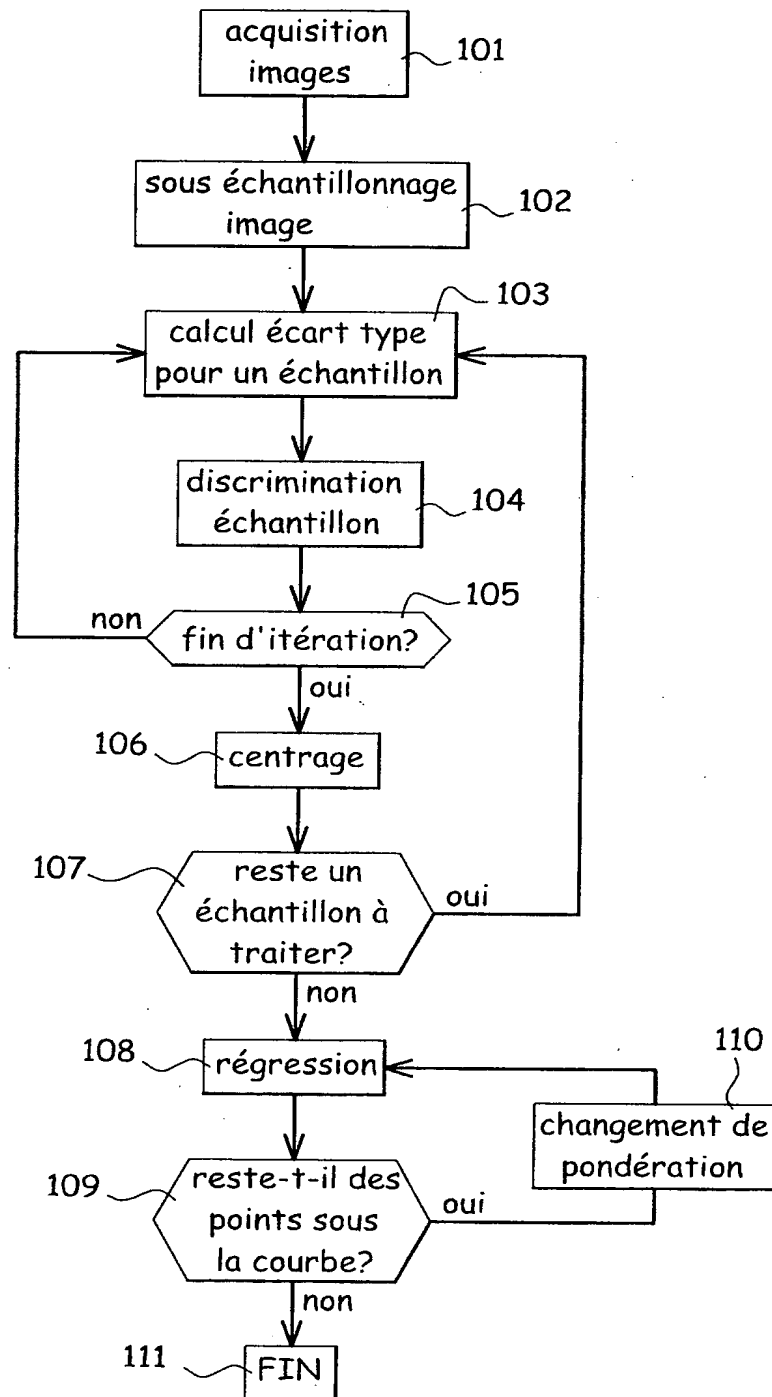 acquisition
images
101
sous échantillonnage
image
102
103
calcul écart type
pour un échantillon
discrimination
échantillon
104
105
non
fin d'itération?
oui
106
centrage
107
reste un
échantillon à
traiter?
oui
non
108
régression
110
changement de
pondération
109
reste-t-il des
points sous
la courbe?
oui
non
111
FIN